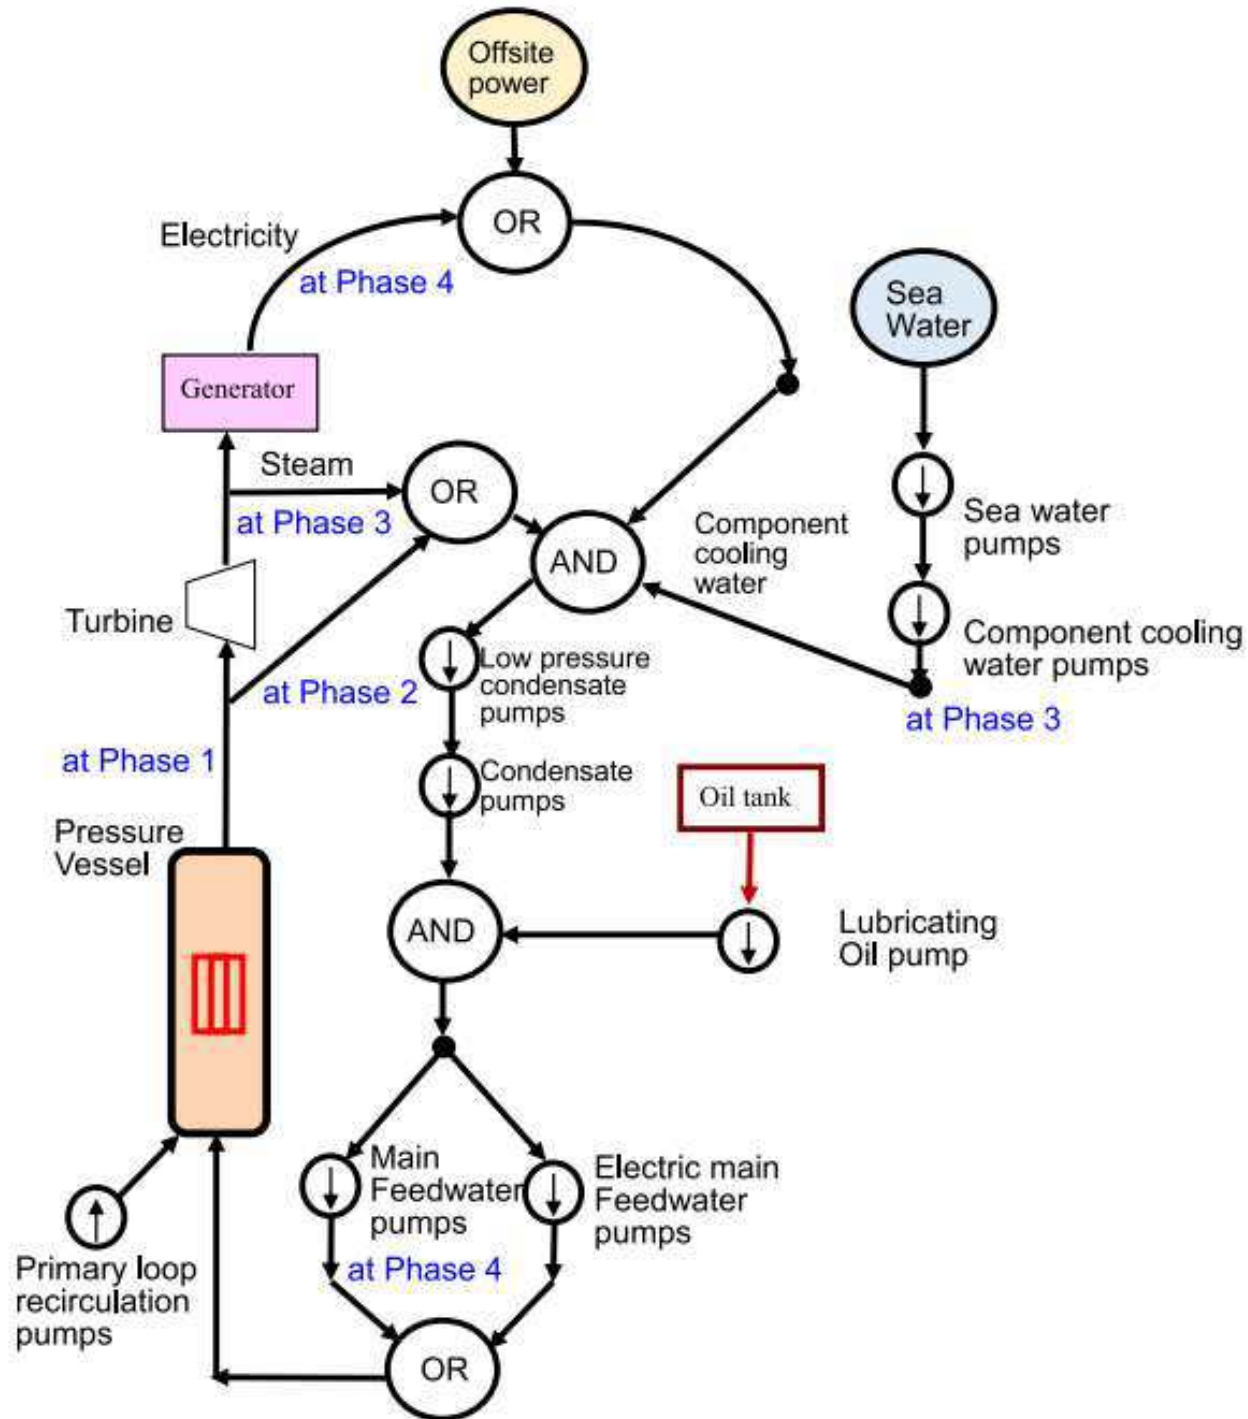 Offsite
power
OR
Electricity
at Phase 4
Sea
Water
Generator
Steam
OR
at Phase 3
AND
Component
cooling
water
Sea water
pumps
Turbine
Component cooling
water pumps
Low pressure
condensate
pumps
at Phase 2
at Phase 3
at Phase 1
Condensate
pumps
Oil tank
Pressure
Vessel
AND
Lubricating
Oil pump
Main
Feedwater
pumps
Electric main
Feedwater
pumps
at Phase 4
Primary loop
recirculation
pumps
OR